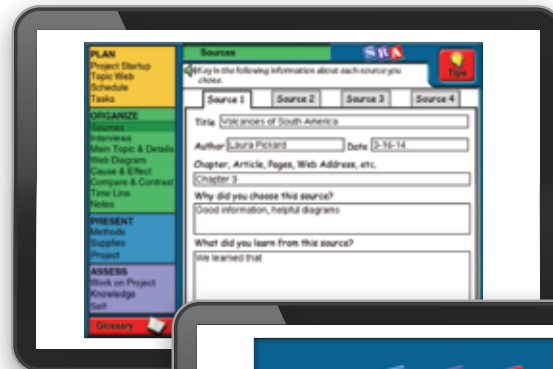 PLAN
Project Startup
Topic Web
Schedule
Tasks
ORGANIZE
Sources
Interviews
Main Topic & Details
Web Diagram
Cause & Effect
Compare & Contrast
Time Line
Notes
PRESENT
Methods
Supplies
Project
ASSESS
Work on Project
Knowledge
Self
Glossary
Sources
SRA
Tips
Key in the following information about each source you
chose.
Source 1 Source 2 Source 3 Source 4
Title Volcanoes of South America
Author Laura Pickard Date 3-16-14
Chapter, Article, Pages, Web Address, etc.
Chapter 3
Why did you choose this source?
Good information, helpful diagrams
What did you learn from this source?
We learned that